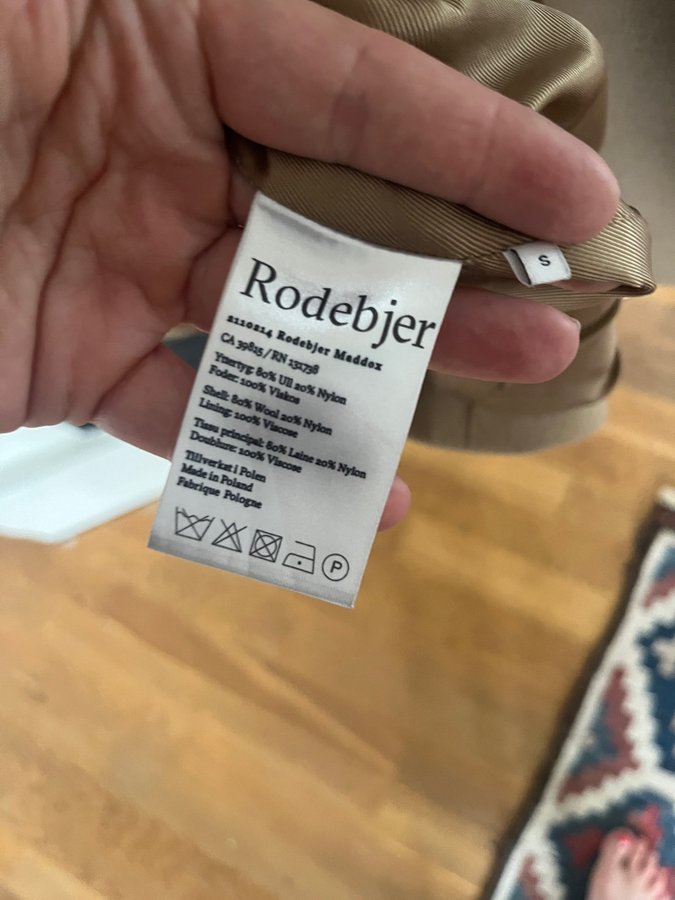 S
Rodebjer
2110214 Rodebjer Maddox
CA 39815 / RN 131738
Yttertyg: 80% Ull 20% Nylon
Foder: 100% Viskos
Shell: 80% Wool 20% Nylon
Lining: 100% Viscose
Tissu principal: 80% Laine 20% Nylon
Doublure: 100% Viscose
Tillverkat i Polen
Made in Poland
Fabrique Pologne
P